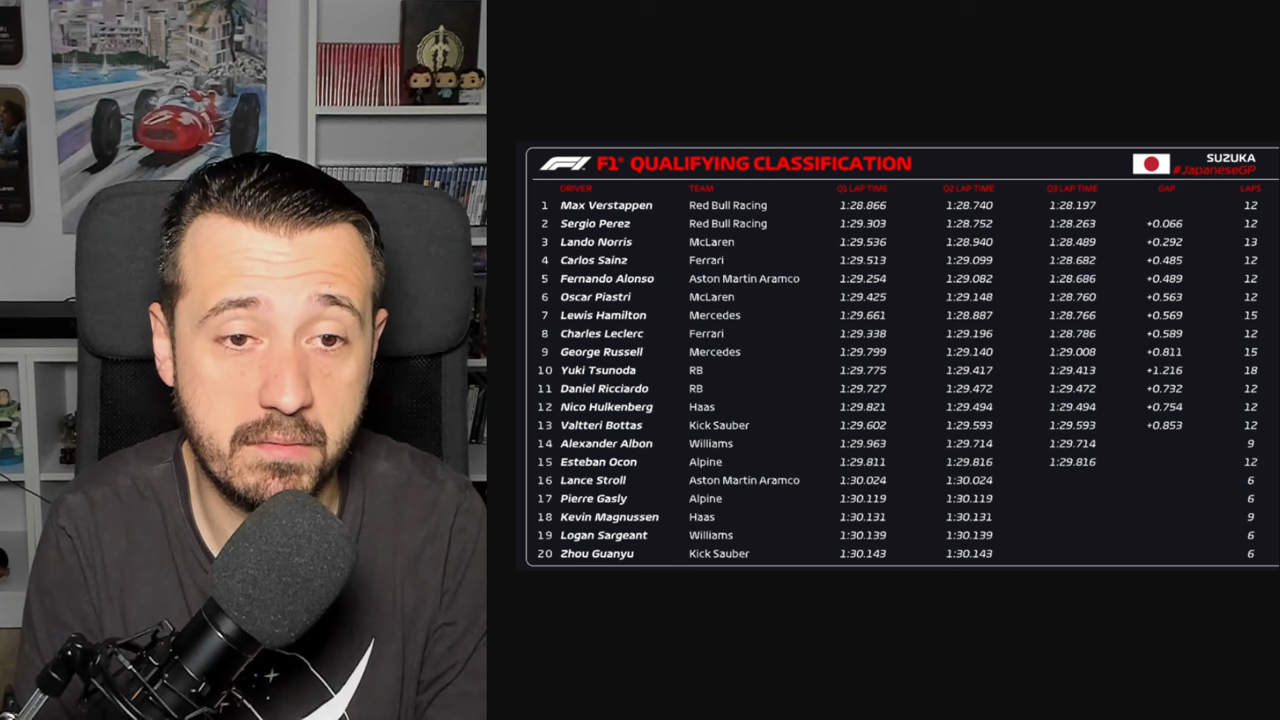 F1® QUALIFYING CLASSIFICATION
SUZUKA
#JapaneseGP
DRIVER TEAM Q1 LAP TIME Q2 LAP TIME Q3 LAP TIME GAP LAPS
1 Max Verstappen Red Bull Racing 1:28.866 1:28.740 1:28.197 12
2 Sergio Perez Red Bull Racing 1:29.303 1:28.752 1:28.263 +0.066 12
3 Lando Norris McLaren 1:29.536 1:28.940 1:28.489 +0.292 13
4 Carlos Sainz Ferrari 1:29.513 1:29.099 1:28.682 +0.485 12
5 Fernando Alonso Aston Martin Aramco 1:29.254 1:29.082 1:28.686 +0.489 12
6 Oscar Piastri McLaren 1:29.425 1:29.148 1:28.760 +0.563 12
7 Lewis Hamilton Mercedes 1:29.661 1:28.887 1:28.766 +0.569 15
8 Charles Leclerc Ferrari 1:29.338 1:29.196 1:28.786 +0.589 12
9 George Russell Mercedes 1:29.799 1:29.140 1:29.008 +0.811 15
10 Yuki Tsunoda RB 1:29.775 1:29.417 1:29.413 +1.216 18
11 Daniel Ricciardo RB 1:29.727 1:29.472 1:29.472 +0.732 12
12 Nico Hulkenberg Haas 1:29.821 1:29.494 1:29.494 +0.754 12
13 Valtteri Bottas Kick Sauber 1:29.602 1:29.593 1:29.593 +0.853 12
14 Alexander Albon Williams 1:29.963 1:29.714 1:29.714 9
15 Esteban Ocon Alpine 1:29.811 1:29.816 1:29.816 12
16 Lance Stroll Aston Martin Aramco 1:30.024 1:30.024 6
17 Pierre Gasly Alpine 1:30.119 1:30.119 6
18 Kevin Magnussen Haas 1:30.131 1:30.131 9
19 Logan Sargeant Williams 1:30.139 1:30.139 6
20 Zhou Guanyu Kick Sauber 1:30.143 1:30.143 6